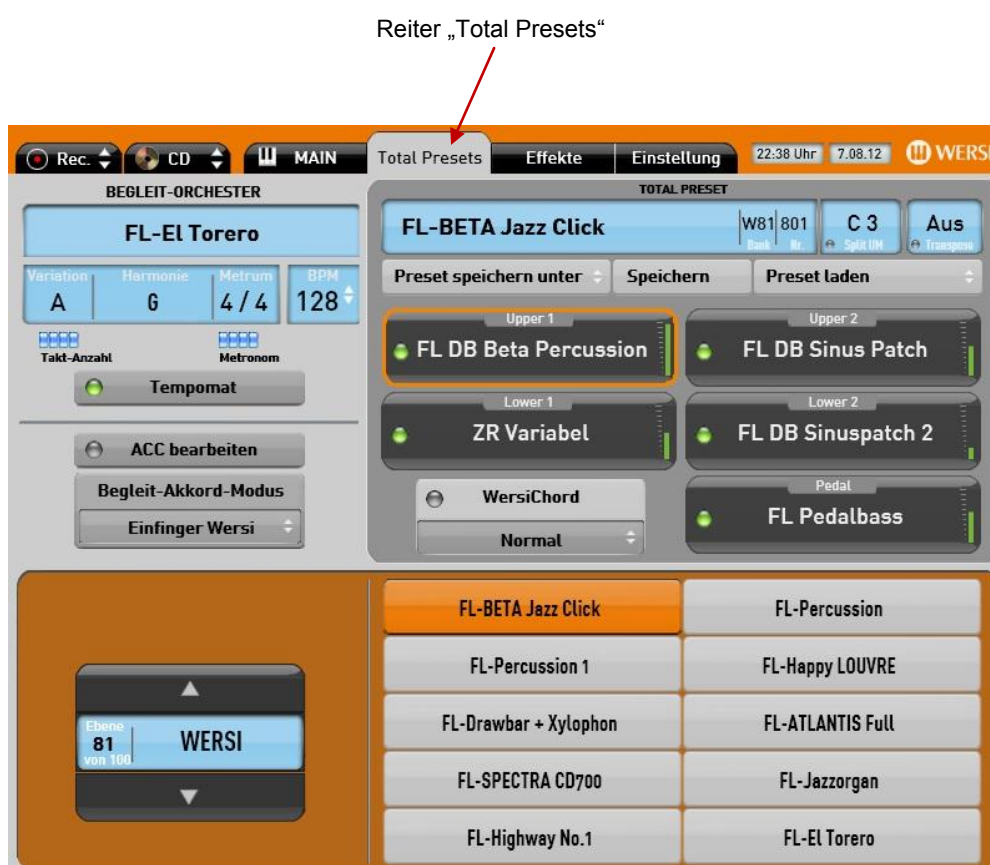 Reiter „Total Presets“
Rec.
CD
MAIN
Total Presets
Effekte
Einstellung
22:38 Uhr
7.08.12
WERSI
BEGLEIT-ORCHESTER
FL-El Torero
Variation
Harmonie
Metrum
BPM
A
G
4/4
128
Takt-Anzahl
Metronom
Tempomat
ACC bearbeiten
Begleit-Akkord-Modus
Einfinger Wersi
TOTAL PRESET
FL-BETA Jazz Click
W81 801
Bank Nr.
C 3
Split UM
Aus
Transpose
Preset speichern unter
Speichern
Preset laden
Upper 1
FL DB Beta Percussion
Upper 2
FL DB Sinus Patch
Lower 1
ZR Variabel
Lower 2
FL DB Sinuspatch 2
WersiChord
Normal
Pedal
FL Pedalbass
Ebene
81
von 100
WERSI
FL-BETA Jazz Click
FL-Percussion
FL-Percussion 1
FL-Happy LOUVRE
FL-Drawbar + Xylophon
FL-ATLANTIS Full
FL-SPECTRA CD700
FL-Jazzorgan
FL-Highway No.1
FL-El Torero